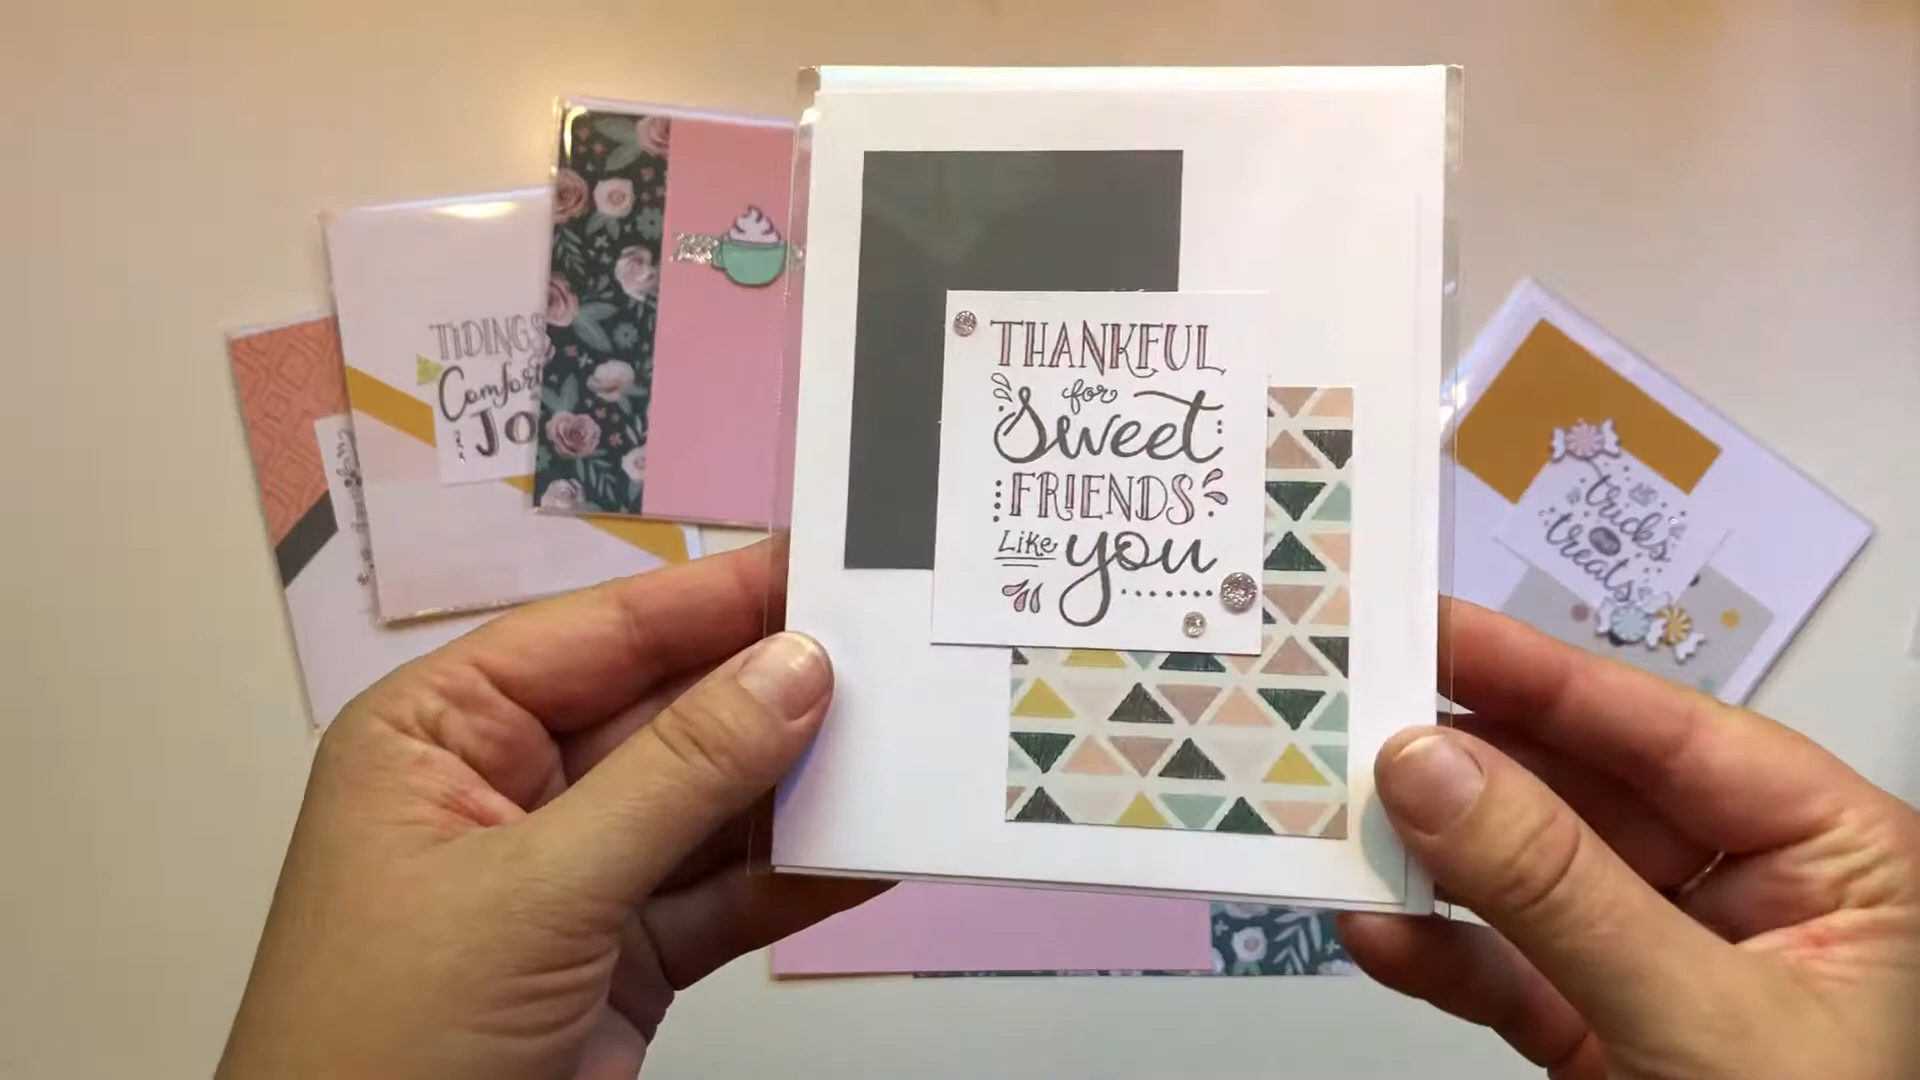 THANKFUL
for
Sweet
FRIENDS
Like you
TIDINGS
Comfort
JO
tricks
treats